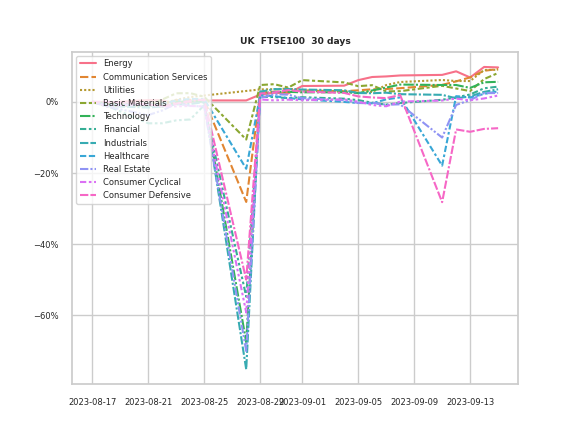 UK FTSE100 30 days
Energy
Communication Services
Utilities
Basic Materials
Technology
Financial
Industrials
Healthcare
Real Estate
Consumer Cyclical
Consumer Defensive
0%
−20%
−40%
−60%
2023-08-17 2023-08-21 2023-08-25 2023-08-29 2023-09-01 2023-09-05 2023-09-09 2023-09-13